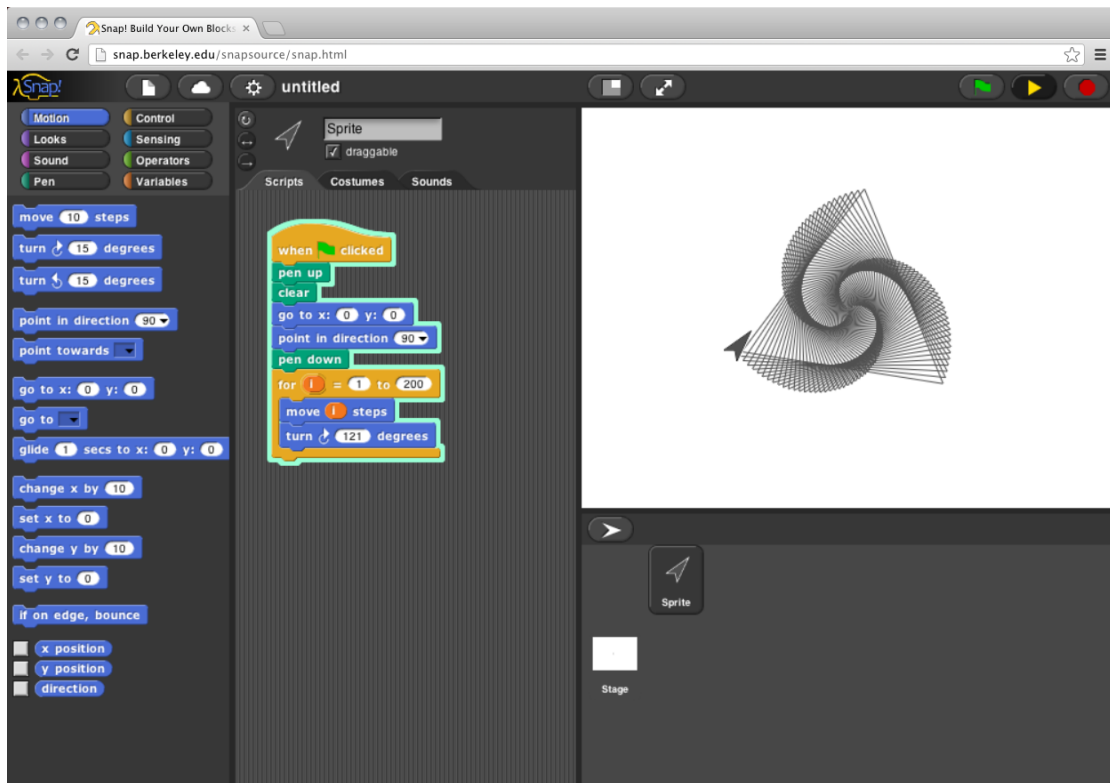 Snap! Build Your Own Blocks
snap.berkeley.edu/snapsource/snap.html
λSnap!
untitled
Motion Control
Looks Sensing
Sound Operators
Pen Variables
move 10 steps
turn 15 degrees
turn 15 degrees
point in direction 90
point towards
go to x: 0 y: 0
go to
glide 1 secs to x: 0 y: 0
change x by 10
set x to 0
change y by 10
set y to 0
if on edge, bounce
x position
y position
direction
Sprite
draggable
Scripts Costumes Sounds
when clicked
pen up
clear
go to x: 0 y: 0
point in direction 90
pen down
for i = 1 to 200
move i steps
turn 121 degrees
Sprite
Stage